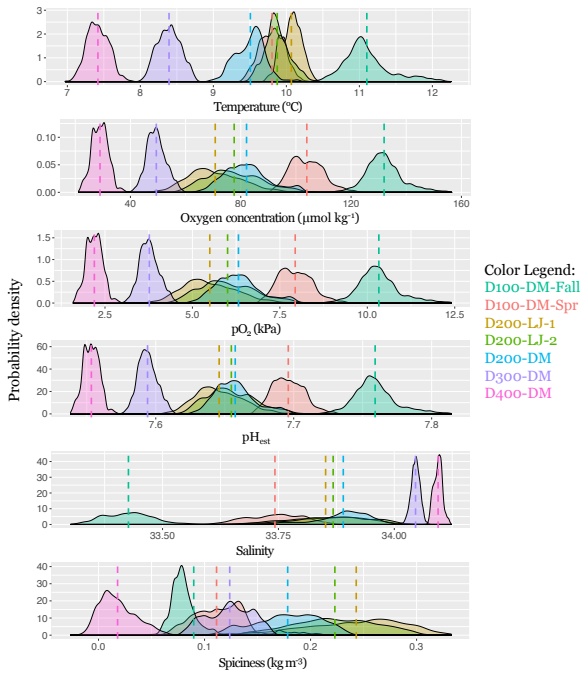 3
2
1
0
7 8 9 10 11 12
Temperature (°C)
0.10
0.05
0.00
40 80 120 160
Oxygen concentration (μmol kg⁻¹)
1.5
1.0
0.5
0.0
2.5 5.0 7.5 10.0 12.5
pO₂ (kPa)
60
40
20
0
7.6 7.7 7.8
pHest
40
30
20
10
0
33.50 33.75 34.00
Salinity
40
30
20
10
0
0.0 0.1 0.2 0.3
Spiciness (kg m⁻³)
Probability density
Color Legend:
D100-DM-Fall
D100-DM-Spr
D200-LJ-1
D200-LJ-2
D200-DM
D300-DM
D400-DM